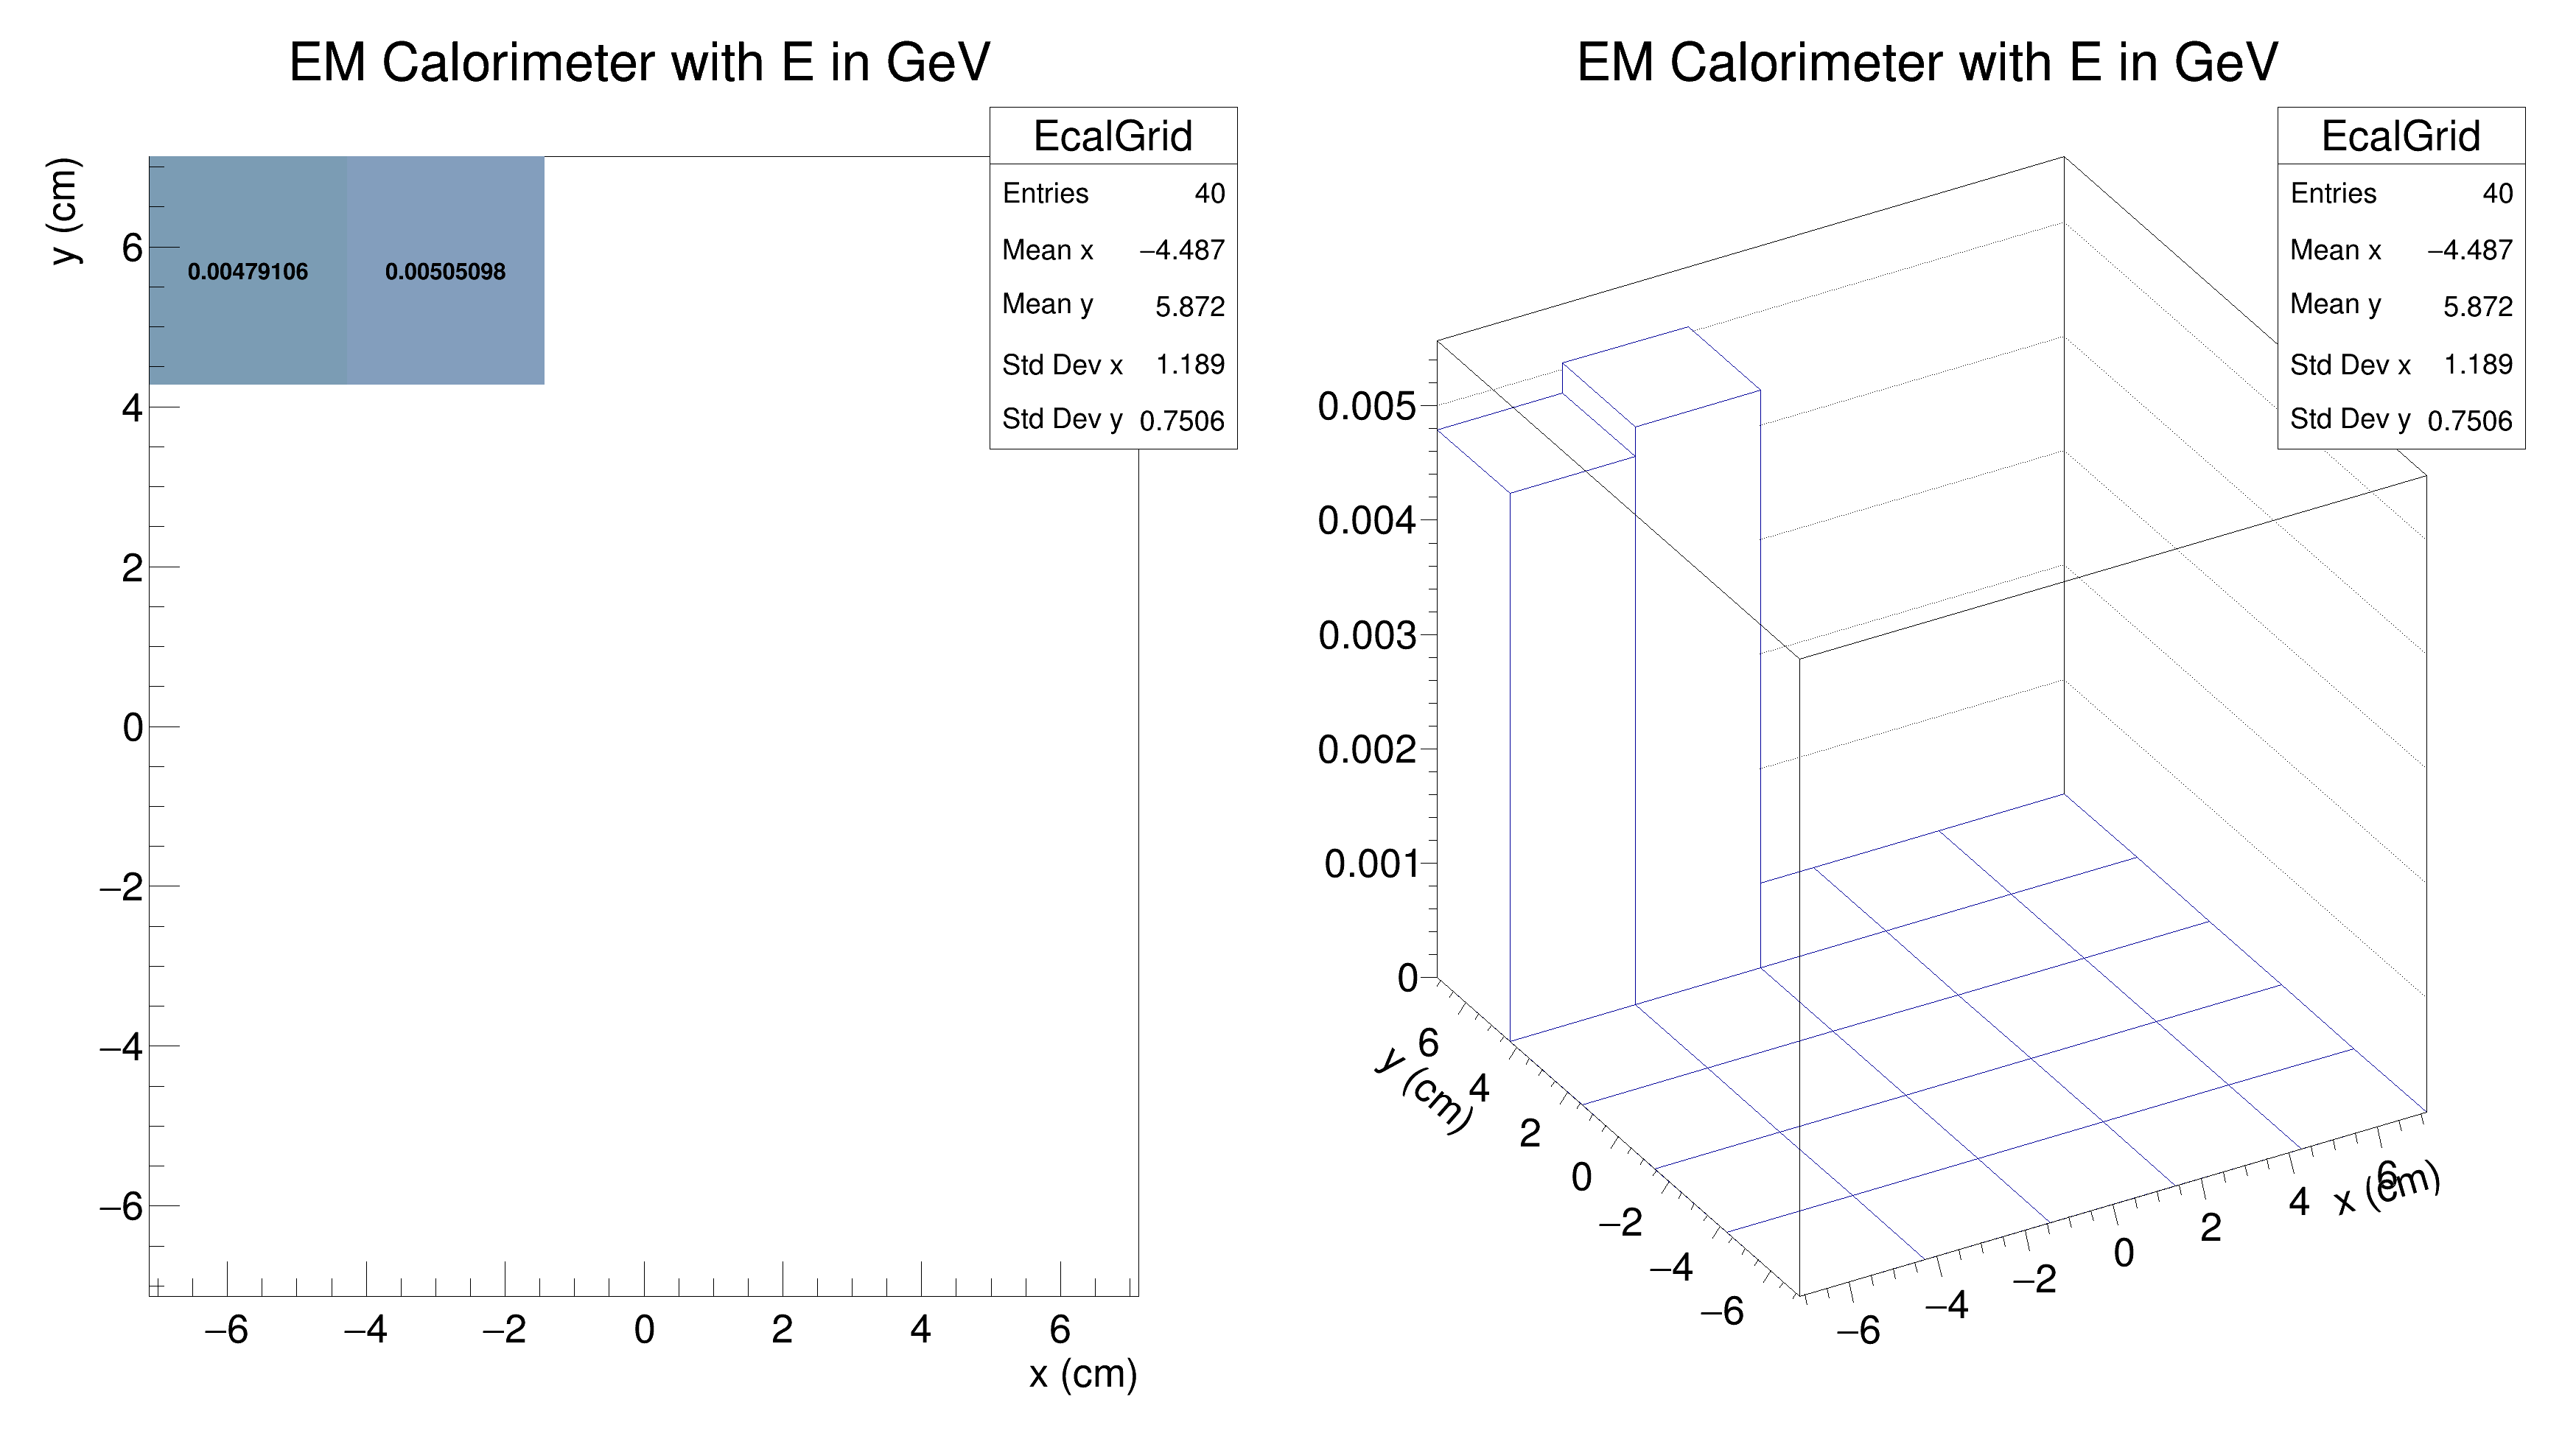 EM Calorimeter with E in GeV
EcalGrid
Entries 40
Mean x −4.487
Mean y 5.872
Std Dev x 1.189
Std Dev y 0.7506
y (cm)
0.00479106 0.00505098
6
4
2
0
−2
−4
−6
−6 −4 −2 0 2 4 6
x (cm)
EM Calorimeter with E in GeV
EcalGrid
Entries 40
Mean x −4.487
Mean y 5.872
Std Dev x 1.189
Std Dev y 0.7506
0.005
0.004
0.003
0.002
0.001
0
6
4
2
0
−2
−4
−6
y (cm)
−6
−4
−2
0
2
4
6
x (cm)